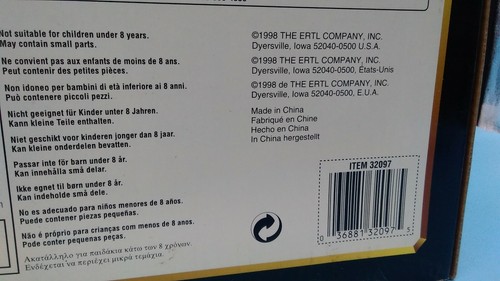 Not suitable for children under 8 years.
May contain small parts.
Ne convient pas aux enfants de moins de 8 ans.
Peut contenir des petites pièces.
Non idoneo per bambini di età inferiore ai 8 anni.
Può contenere piccoli pezzi.
Nicht geeignet für Kinder unter 8 Jahren.
Kann kleine Teile enthalten.
Niet geschikt voor kinderen jonger dan 8 jaar.
Kan kleine onderdelen bevatten.
Passar inte för barn under 8 år.
Kan innehålla små delar.
Ikke egnet til børn under 8 år.
Kan indeholde små dele.
No es adecuado para niños menores de 8 años.
Puede contener piezas pequeñas.
Não é próprio para crianças com menos de 8 anos.
Pode conter pequenas peças.
Ακατάλληλο για παιδάκια κάτω των 8 χρόνων.
Ενδέχεται να περιέχει μικρά τεμάχια.
©1998 THE ERTL COMPANY, INC.
Dyersville, Iowa 52040-0500 U.S.A.
©1998 THE ERTL COMPANY, INC.
Dyersville, Iowa 52040-0500, États-Unis
©1998 de THE ERTL COMPANY, INC.
Dyersville, Iowa 52040-0500, E.U.A.
Made in China
Fabriqué en Chine
Hecho en China
In China hergestellt
ITEM 32097
0 36881 32097 5